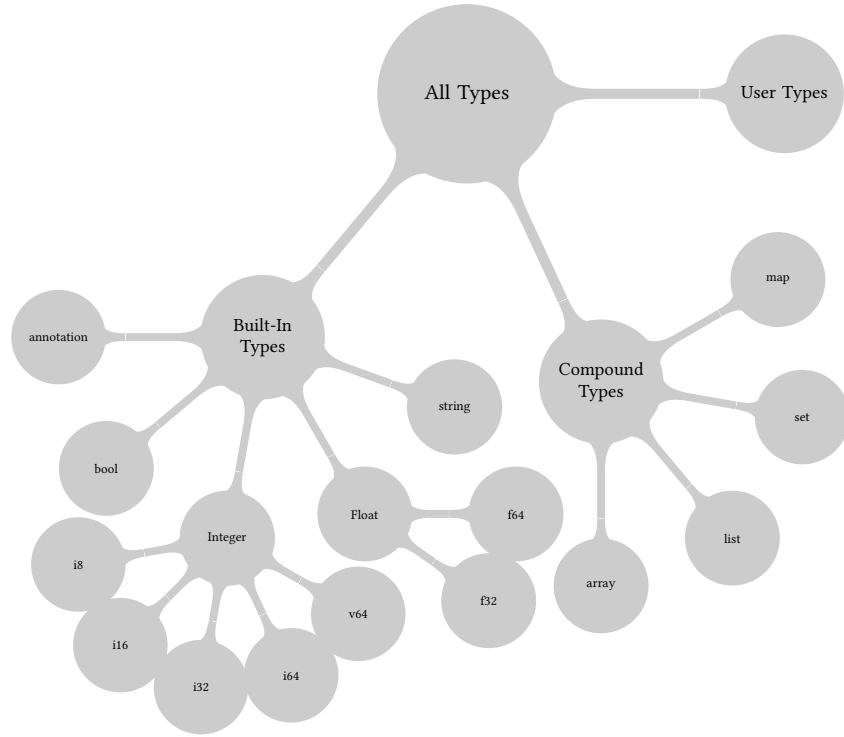 All Types
User Types
map
Built-In
Types
annotation
Compound
Types
string
set
bool
Float
f64
Integer
list
i8
array
f32
v64
i16
i64
i32